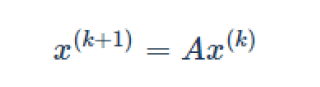 x^{(k+1)} = Ax^{(k)}